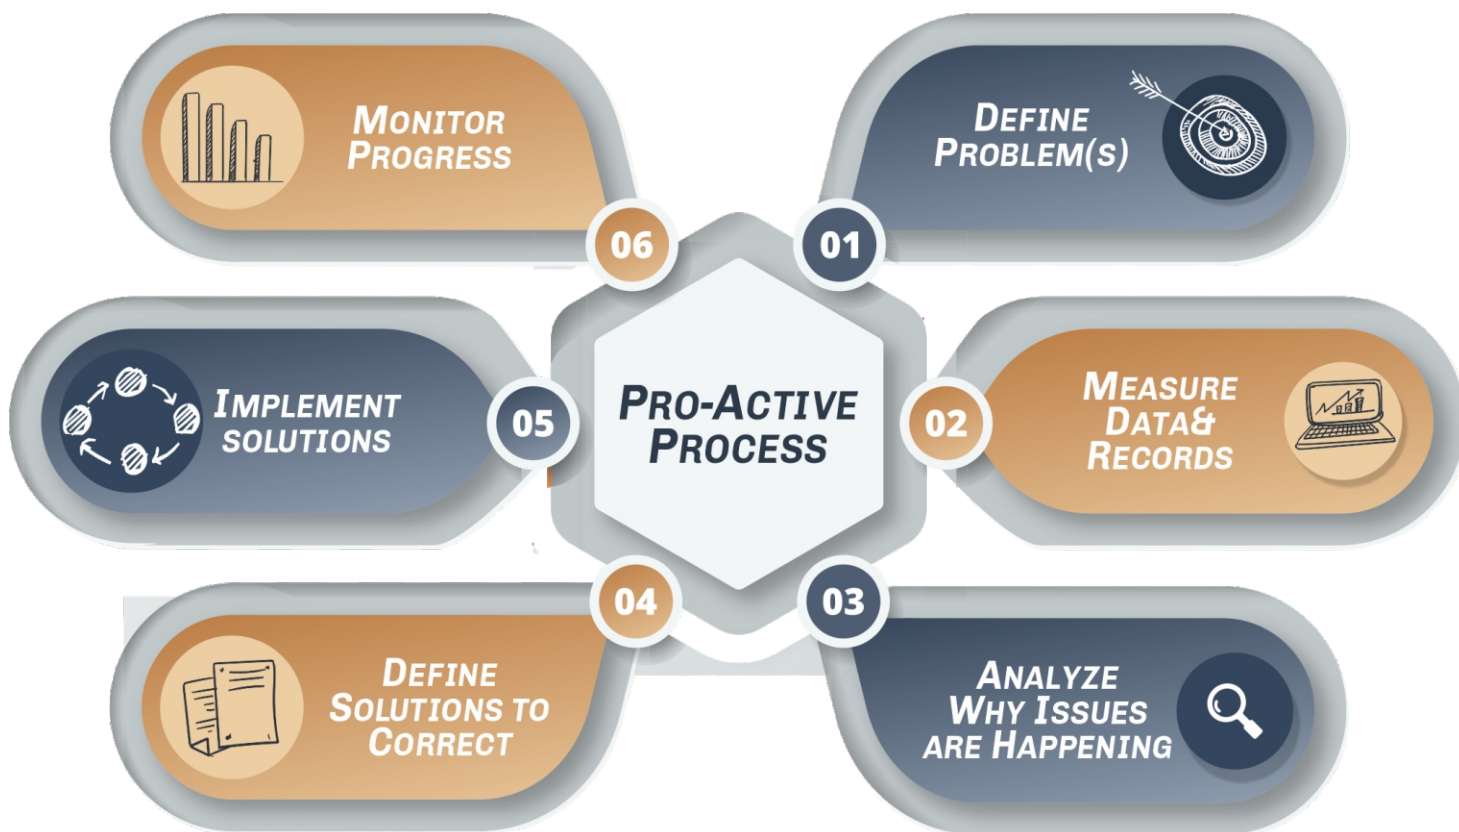 PRO-ACTIVE
PROCESS
01
DEFINE
PROBLEM(S)
02
MEASURE
DATA&
RECORDS
03
ANALYZE
WHY ISSUES
ARE HAPPENING
04
DEFINE
SOLUTIONS TO
CORRECT
05
IMPLEMENT
SOLUTIONS
06
MONITOR
PROGRESS